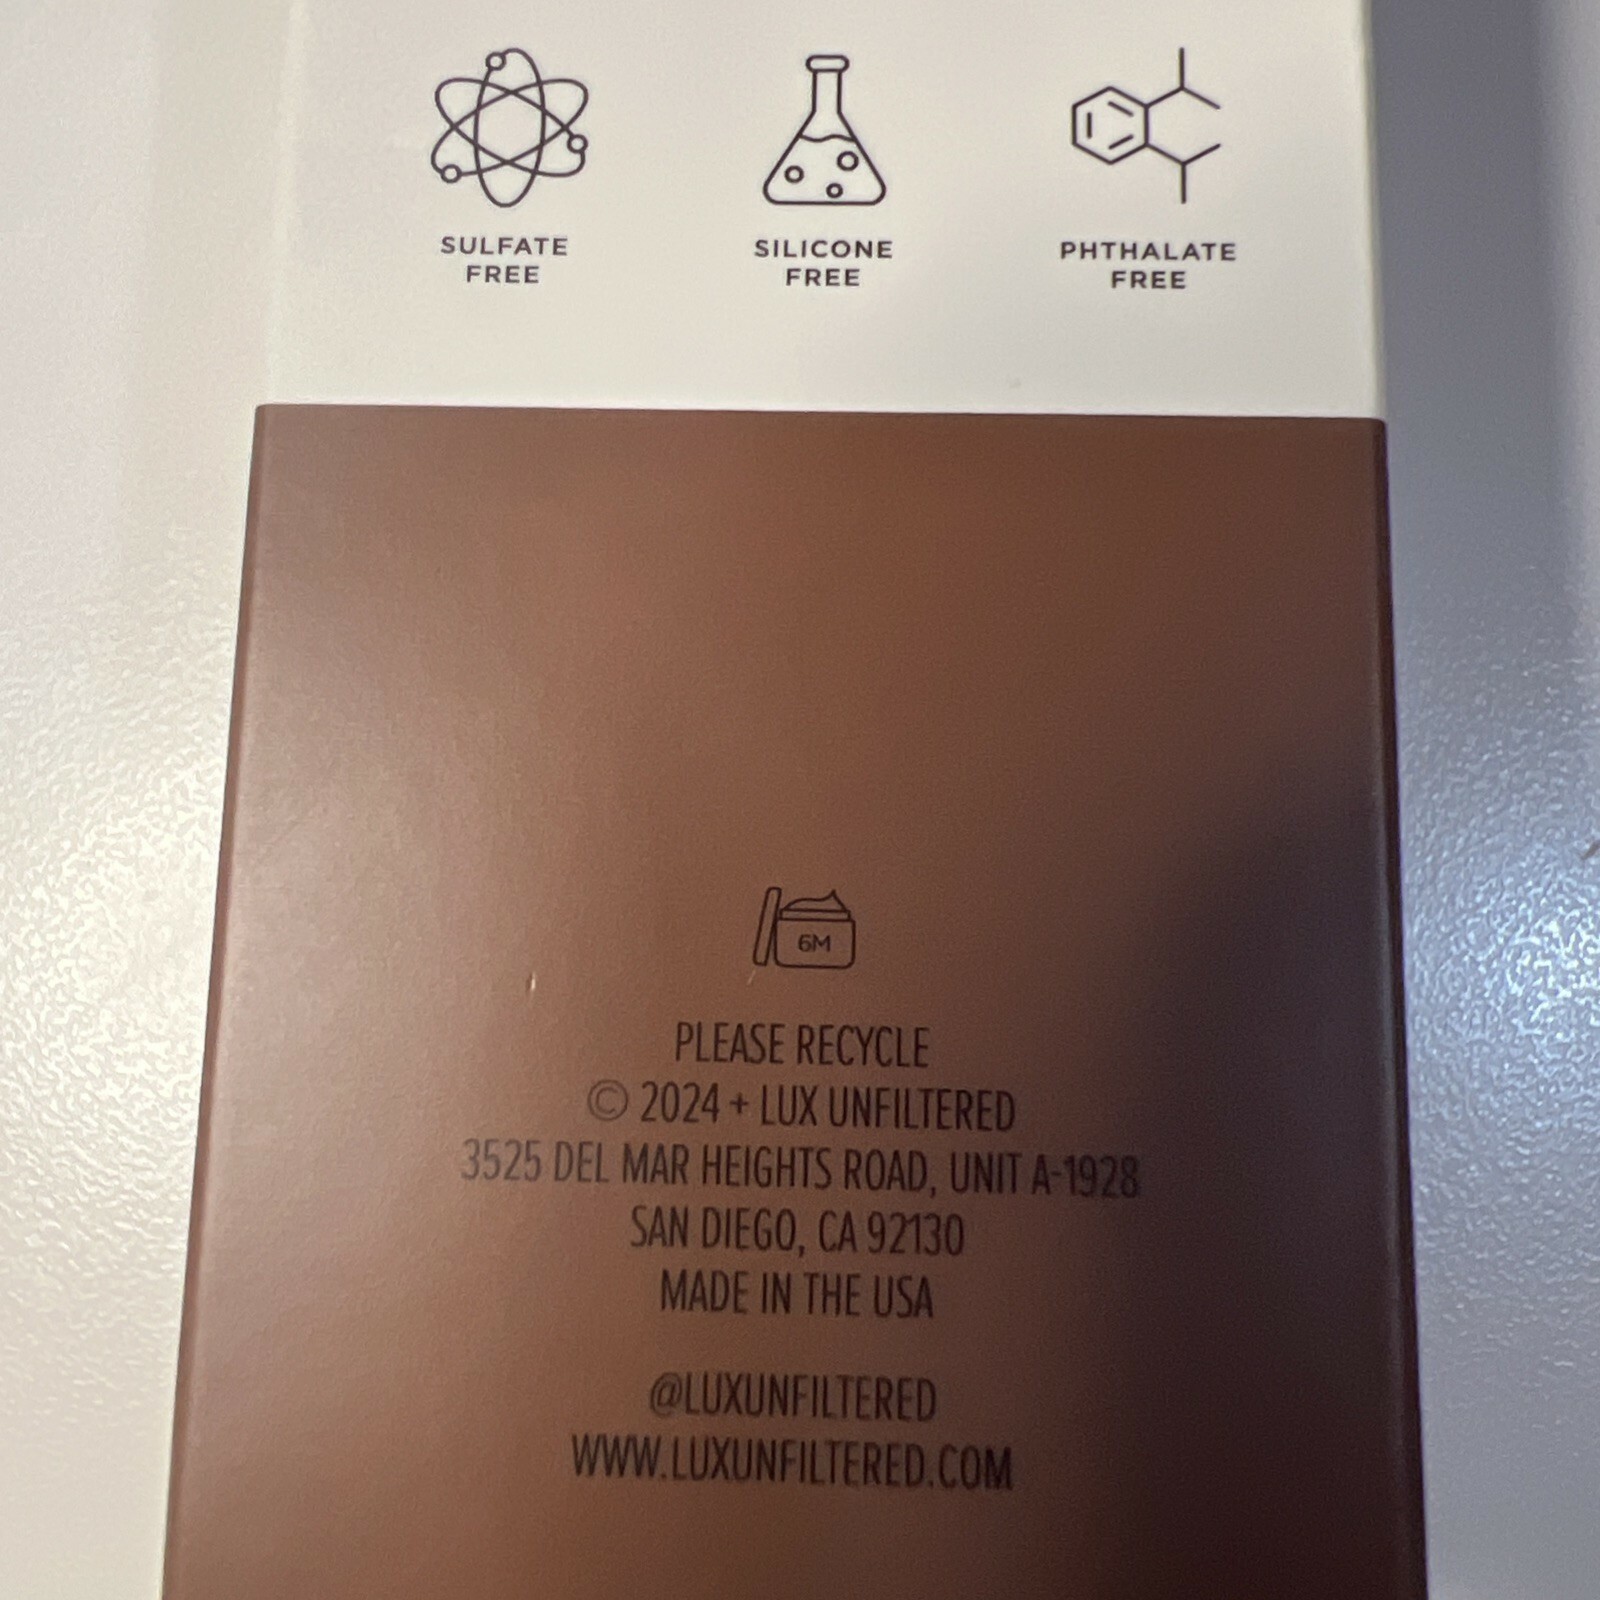 SULFATE
FREE
SILICONE
FREE
PHTHALATE
FREE
6M
PLEASE RECYCLE
© 2024 + LUX UNFILTERED
3525 DEL MAR HEIGHTS ROAD, UNIT A-1928
SAN DIEGO, CA 92130
MADE IN THE USA
@LUXUNFILTERED
WWW.LUXUNFILTERED.COM